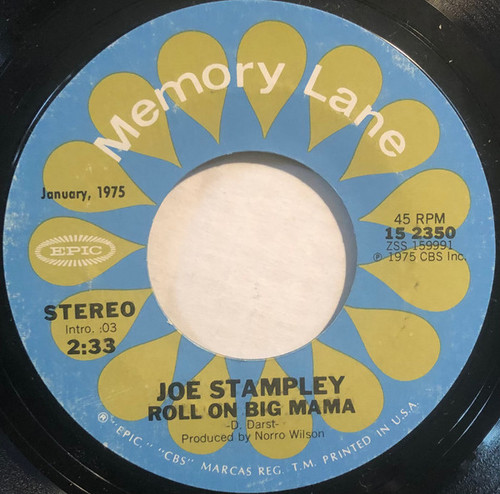 Memory Lane
January, 1975
EPIC
STEREO
Intro. :03
2:33
45 RPM
15 2350
ZSS 159991
Ⓟ 1975 CBS Inc.
JOE STAMPLEY
ROLL ON BIG MAMA
-D. Darst-
Produced by Norro Wilson
® "EPIC," "CBS" MARCAS REG. T.M. PRINTED IN U.S.A.